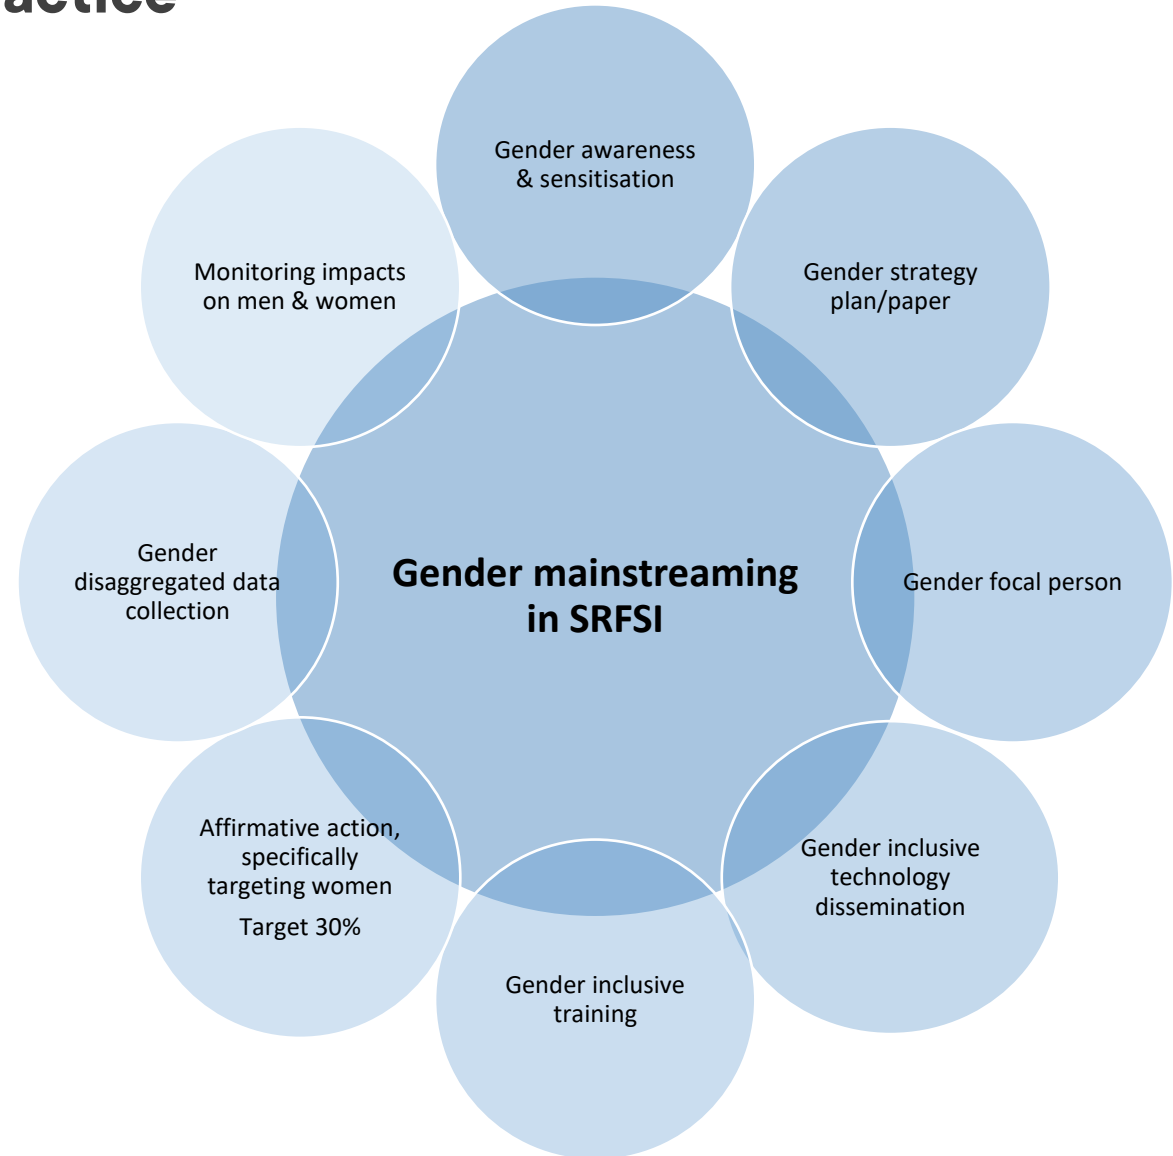 Gender awareness
& sensitisation
Gender strategy
plan/paper
Gender focal person
Gender inclusive
technology
dissemination
Gender inclusive
training
Affirmative action,
specifically
targeting women
Target 30%
Gender
disaggregated data
collection
Monitoring impacts
on men & women
Gender mainstreaming
in SRFSI